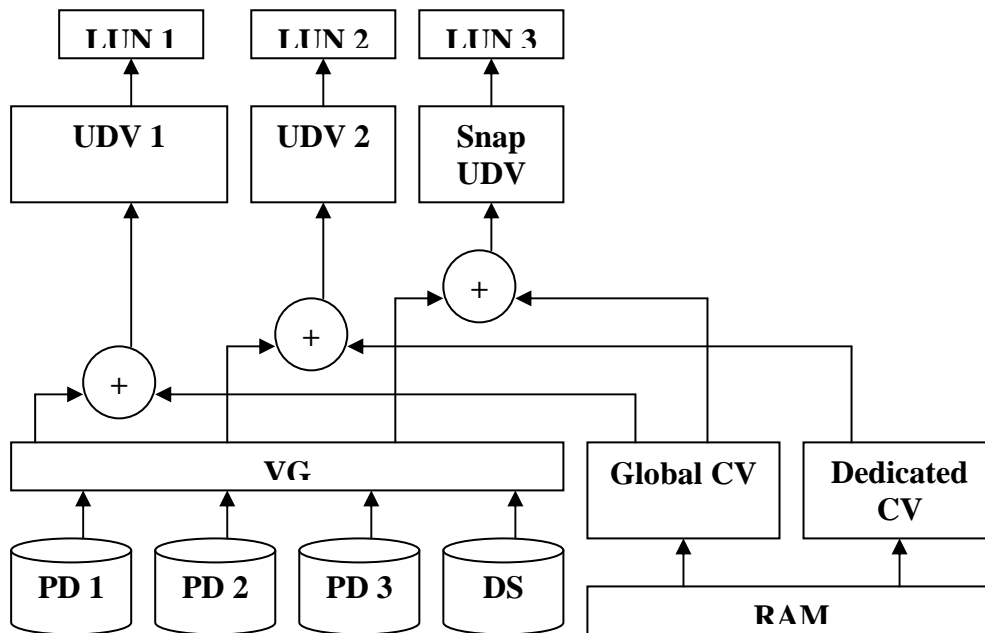 LUN 1
LUN 2
LUN 3
UDV 1
UDV 2
Snap
UDV
+
+
+
VG
Global CV
Dedicated
CV
PD 1
PD 2
PD 3
DS
RAM